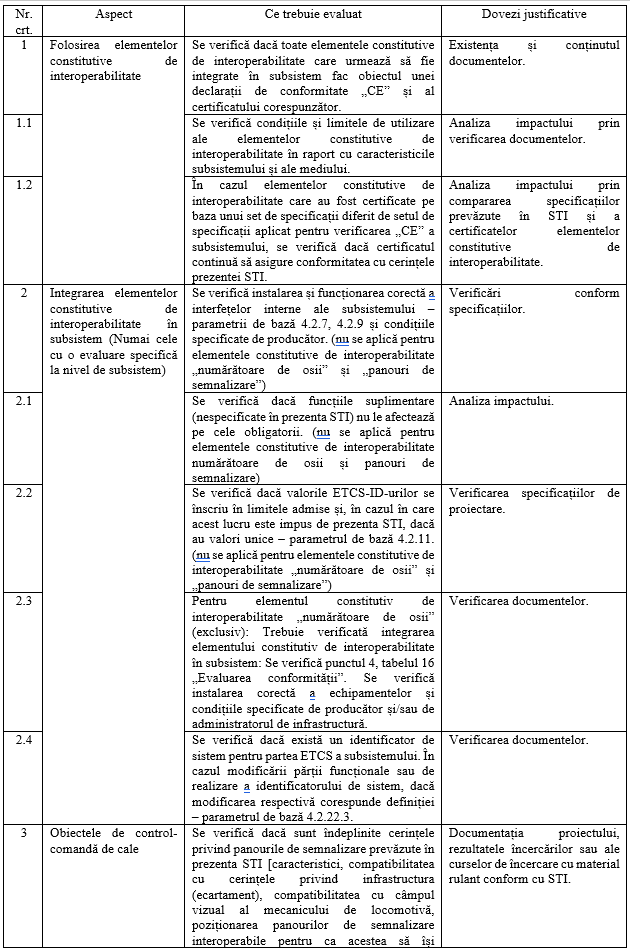 Nr. crt.
Aspect
Ce trebuie evaluat
Dovezi justificative
1
Folosirea elementelor
constitutive de
interoperabilitate
Se verifică dacă toate elementele constitutive
de interoperabilitate care urmează să fie
integrate în subsistem fac obiectul unei
declarații de conformitate „CE” și al
certificatului corespunzător.
Existența și conținutul
documentelor.
1.1
Se verifică condițiile și limitele de utilizare
ale elementelor constitutive de
interoperabilitate în raport cu caracteristicile
subsistemului și ale mediului.
Analiza impactului prin
verificarea documentelor.
1.2
În cazul elementelor constitutive de
interoperabilitate care au fost certificate pe
baza unui set de specificații diferit de setul de
specificații aplicat pentru verificarea „CE” a
subsistemului, se verifică dacă certificatul
continuă să asigure conformitatea cu cerințele
prezentei STI.
Analiza impactului prin
compararea specificațiilor
prevăzute în STI și a
certificatelor elementelor
constitutive de
interoperabilitate.
2
Integrarea elementelor
constitutive de
interoperabilitate în
subsistem (Numai cele
cu o evaluare specifică
la nivel de subsistem)
Se verifică instalarea și funcționarea corectă a
interfețelor interne ale subsistemului –
parametrii de bază 4.2.7, 4.2.9 și condițiile
specificate de producător. (nu se aplică pentru
elementele constitutive de interoperabilitate
„numărătoare de osii” și „panouri de
semnalizare”)
Verificări conform
specificațiilor.
2.1
Se verifică dacă funcțiile suplimentare
(nespecificate în prezenta STI) nu le afectează
pe cele obligatorii. (nu se aplică pentru
elementele constitutive de interoperabilitate
numărătoare de osii și panouri de
semnalizare)
Analiza impactului.
2.2
Se verifică dacă valorile ETCS-ID-urilor se
înscriu în limitele admise și, în cazul în care
acest lucru este impus de prezenta STI, dacă
au valori unice – parametrul de bază 4.2.11.
(nu se aplică pentru elementele constitutive de
interoperabilitate „numărătoare de osii” și
„panouri de semnalizare”)
Verificarea specificațiilor de
proiectare.
2.3
Pentru elementul constitutiv de
interoperabilitate „numărătoare de osii”
(exclusiv): Trebuie verificată integrarea
elementului constitutiv de interoperabilitate
în subsistem: Se verifică punctul 4, tabelul 16
„Evaluarea conformității”. Se verifică
instalarea corectă a echipamentelor și
condițiile specificate de producător și/sau de
administratorul de infrastructură.
Verificarea documentelor.
2.4
Se verifică dacă există un identificator de
sistem pentru partea ETCS a subsistemului. În
cazul modificării părții funcționale sau de
realizare a identificatorului de sistem, dacă
modificarea respectivă corespunde definiției
– parametrul de bază 4.2.22.3.
Verificarea documentelor.
3
Obiectele de control-
comandă de cale
Se verifică dacă sunt îndeplinite cerințele
privind panourile de semnalizare prevăzute în
prezenta STI [caracteristici, compatibilitatea
cu cerințele privind infrastructura
(ecartament), compatibilitatea cu câmpul
vizual al mecanicului de locomotivă,
poziționarea panourilor de semnalizare
interoperabile pentru ca acestea să își
Documentația proiectului,
rezultatele încercărilor sau ale
curselor de încercare cu material
rulant conform cu STI.